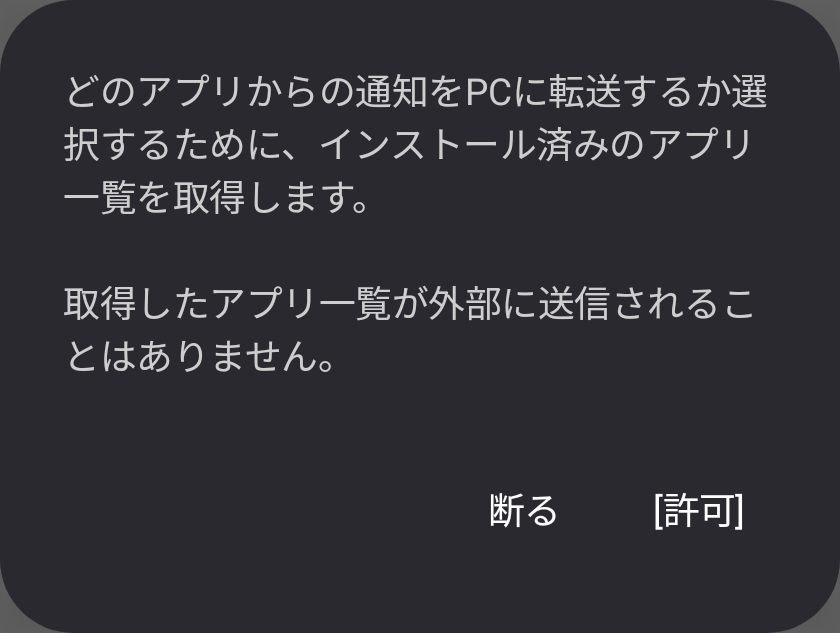 どのアプリからの通知をPCに転送するか選
択するために、インストール済みのアプリ
一覧を取得します。
取得したアプリ一覧が外部に送信されるこ
とはありません。
断る [許可]